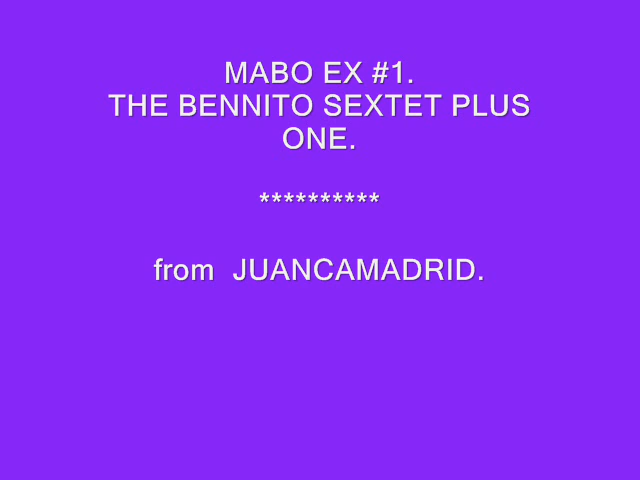 MABO EX #1.
THE BENNITO SEXTET PLUS
ONE.
**********
from  JUANCAMADRID.